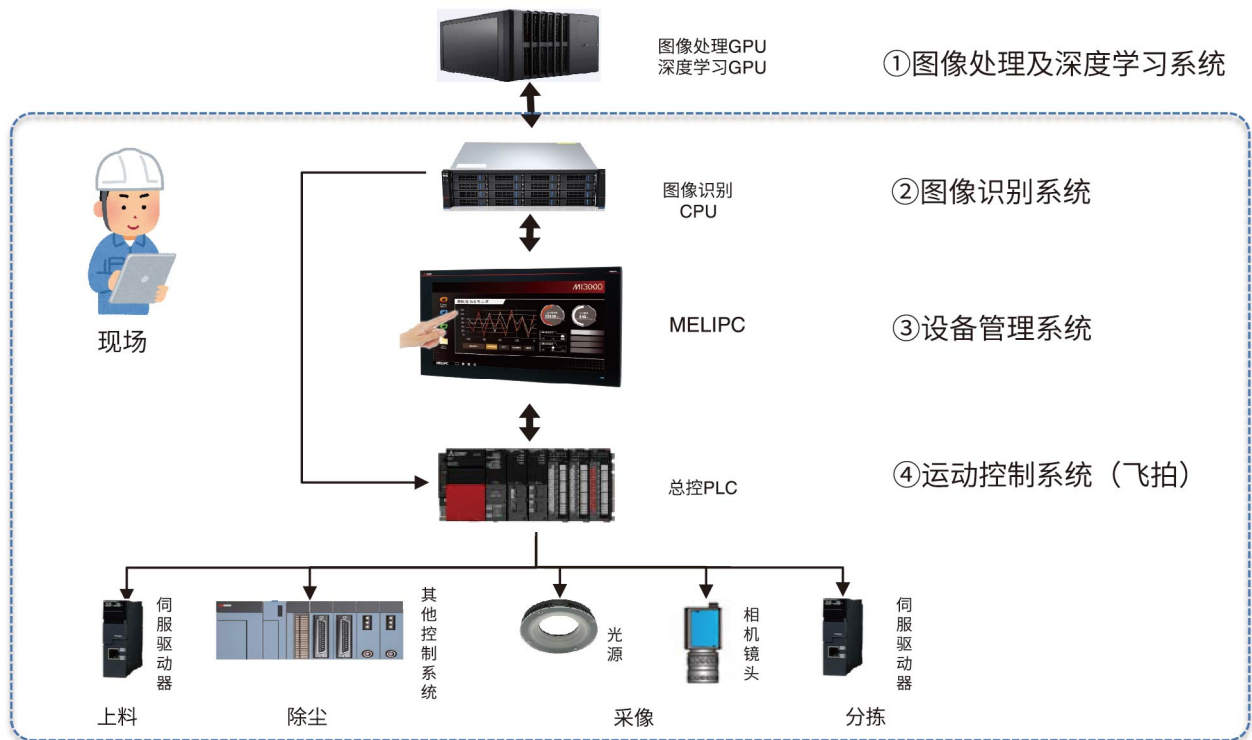 图像处理GPU
深度学习GPU
①图像处理及深度学习系统
图像识别
CPU
②图像识别系统
现场
MI3000
MELIPC
MELIPC
③设备管理系统
总控PLC
④运动控制系统（飞拍）
伺服驱动器
其他控制系统
光源
相机镜头
伺服驱动器
上料
除尘
采像
分拣